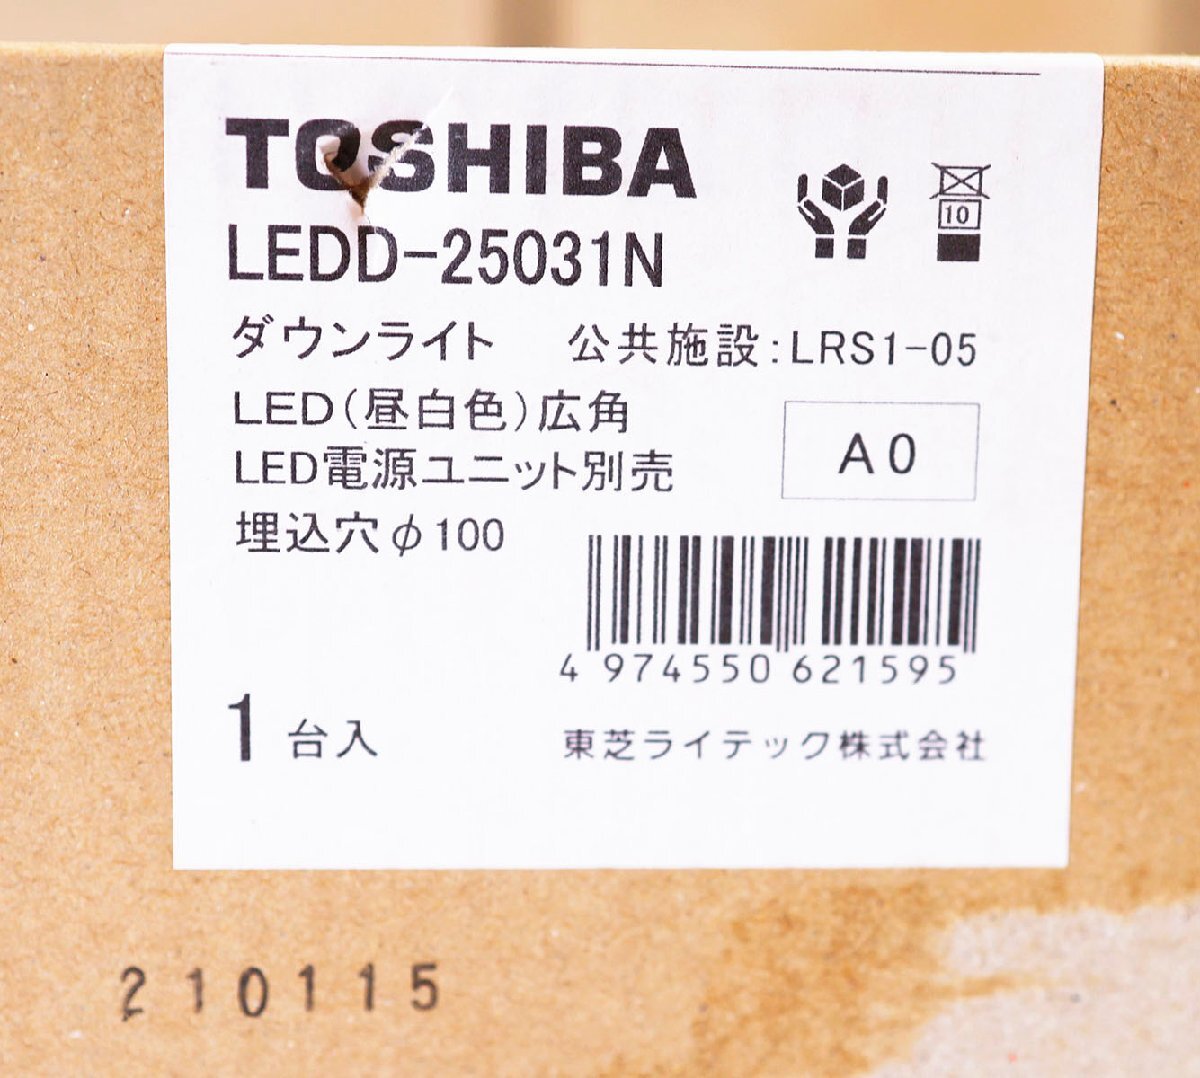 TOSHIBA
LEDD-25031N
10
ダウンライト 公共施設:LRS1-05
LED(昼白色)広角
LED電源ユニット別売
A0
埋込穴φ100
4 974550 621595
1台入
東芝ライテック株式会社
210115